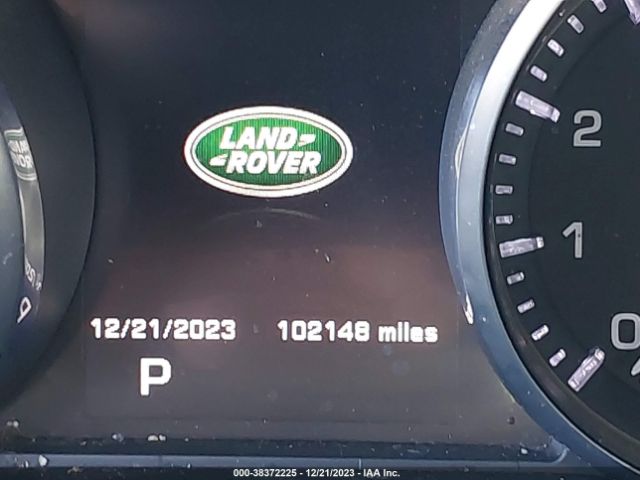 LAND
ROVER
2
1
0
12/21/2023 102148 miles
P
000-38372225 - 12/21/2023 - IAA Inc.